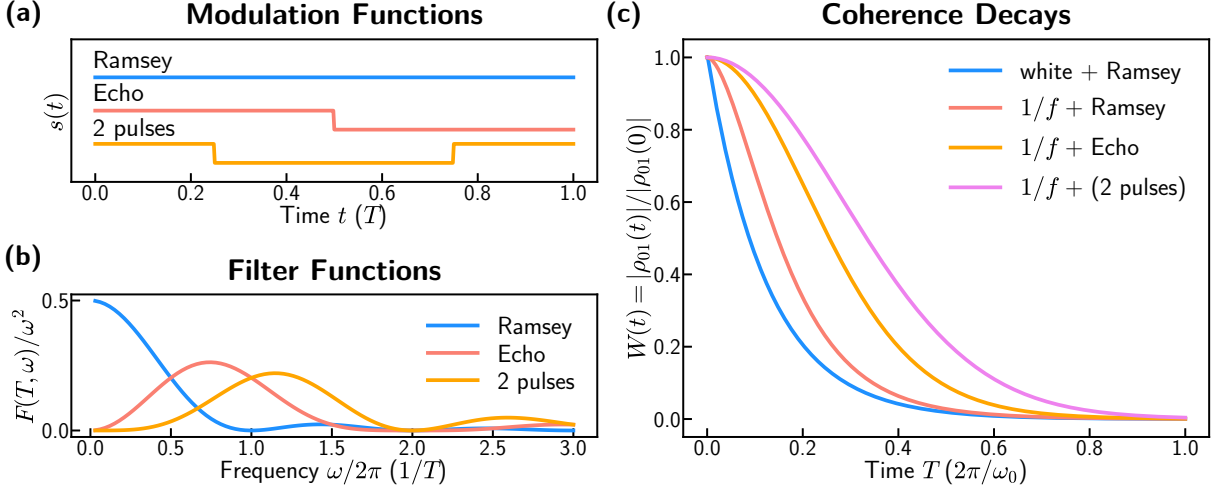 (a)
Modulation Functions
s(t)
Ramsey
Echo
2 pulses
0.0 0.2 0.4 0.6 0.8 1.0
Time t (T)
(b)
Filter Functions
F(T, ω)/ω²
0.5
0.0
Ramsey
Echo
2 pulses
0.0 0.5 1.0 1.5 2.0 2.5 3.0
Frequency ω/2π (1/T)
(c)
Coherence Decays
W(t) = |ρ₀₁(t)|/|ρ₀₁(0)|
1.0
0.8
0.6
0.4
0.2
0.0
white + Ramsey
1/f + Ramsey
1/f + Echo
1/f + (2 pulses)
0.0 0.2 0.4 0.6 0.8 1.0
Time T (2π/ω₀)